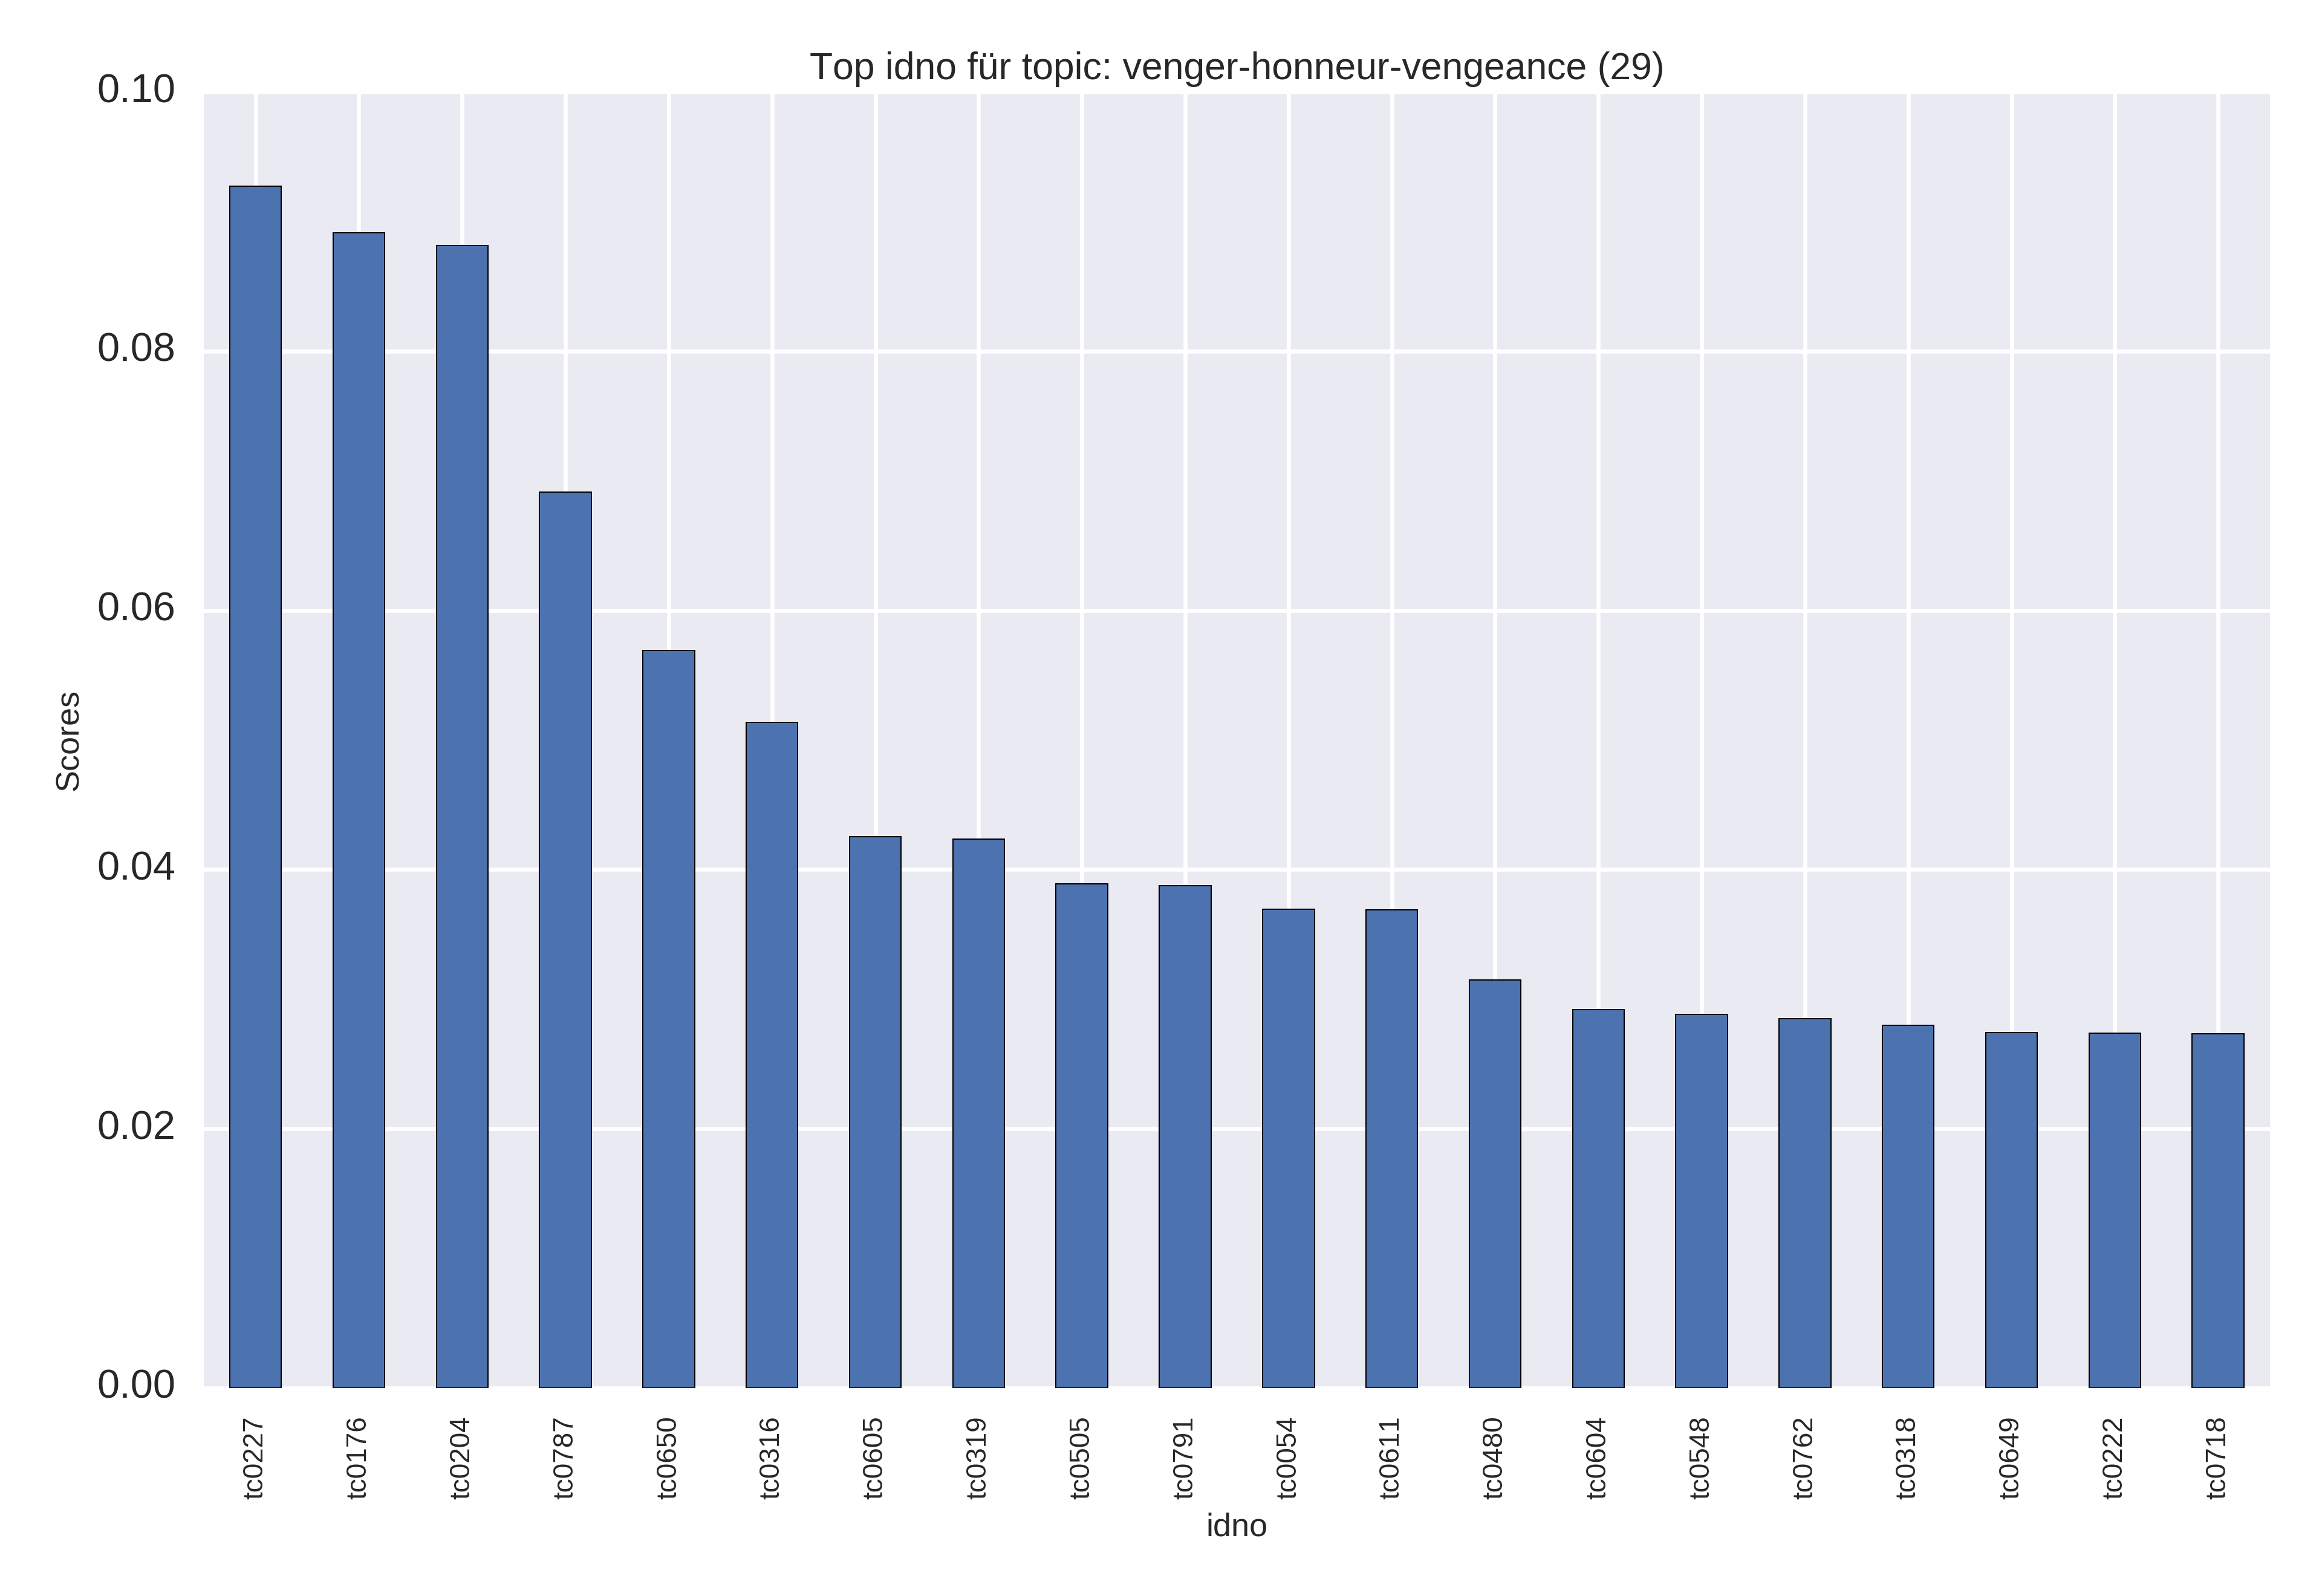 Top idno für topic: venger-honneur-vengeance (29)
0.10
0.08
0.06
0.04
0.02
0.00
Scores
tc0227
tc0176
tc0204
tc0787
tc0650
tc0316
tc0605
tc0319
tc0505
tc0791
tc0054
tc0611
tc0480
tc0604
tc0548
tc0762
tc0318
tc0649
tc0222
tc0718
idno